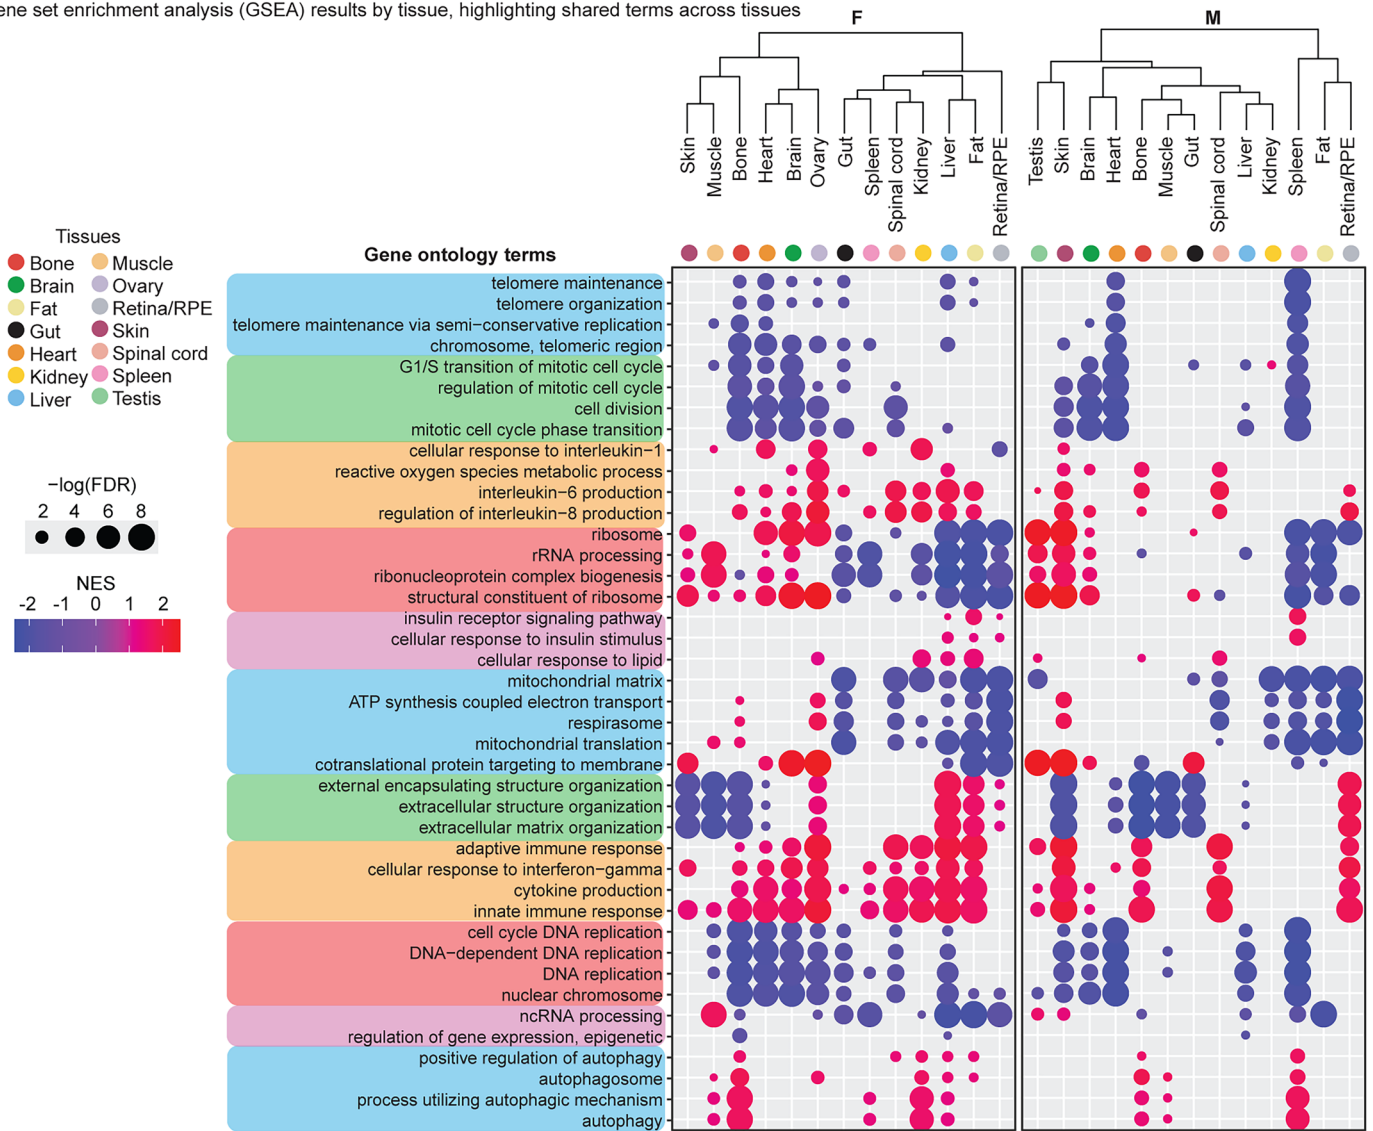 ene set enrichment analysis (GSEA) results by tissue, highlighting shared terms across tissues
F
M
Skin
Muscle
Bone
Heart
Brain
Ovary
Gut
Spleen
Spinal cord
Kidney
Liver
Fat
Retina/RPE
Testis
Skin
Brain
Heart
Bone
Muscle
Gut
Spinal cord
Liver
Kidney
Spleen
Fat
Retina/RPE
Tissues
Bone
Brain
Fat
Gut
Heart
Kidney
Liver
Muscle
Ovary
Retina/RPE
Skin
Spinal cord
Spleen
Testis
−log(FDR)
2 4 6 8
NES
-2 -1 0 1 2
Gene ontology terms
telomere maintenance
telomere organization
telomere maintenance via semi−conservative replication
chromosome, telomeric region
G1/S transition of mitotic cell cycle
regulation of mitotic cell cycle
cell division
mitotic cell cycle phase transition
cellular response to interleukin−1
reactive oxygen species metabolic process
interleukin−6 production
regulation of interleukin−8 production
ribosome
rRNA processing
ribonucleoprotein complex biogenesis
structural constituent of ribosome
insulin receptor signaling pathway
cellular response to insulin stimulus
cellular response to lipid
mitochondrial matrix
ATP synthesis coupled electron transport
respirasome
mitochondrial translation
cotranslational protein targeting to membrane
external encapsulating structure organization
extracellular structure organization
extracellular matrix organization
adaptive immune response
cellular response to interferon−gamma
cytokine production
innate immune response
cell cycle DNA replication
DNA−dependent DNA replication
DNA replication
nuclear chromosome
ncRNA processing
regulation of gene expression, epigenetic
positive regulation of autophagy
autophagosome
process utilizing autophagic mechanism
autophagy